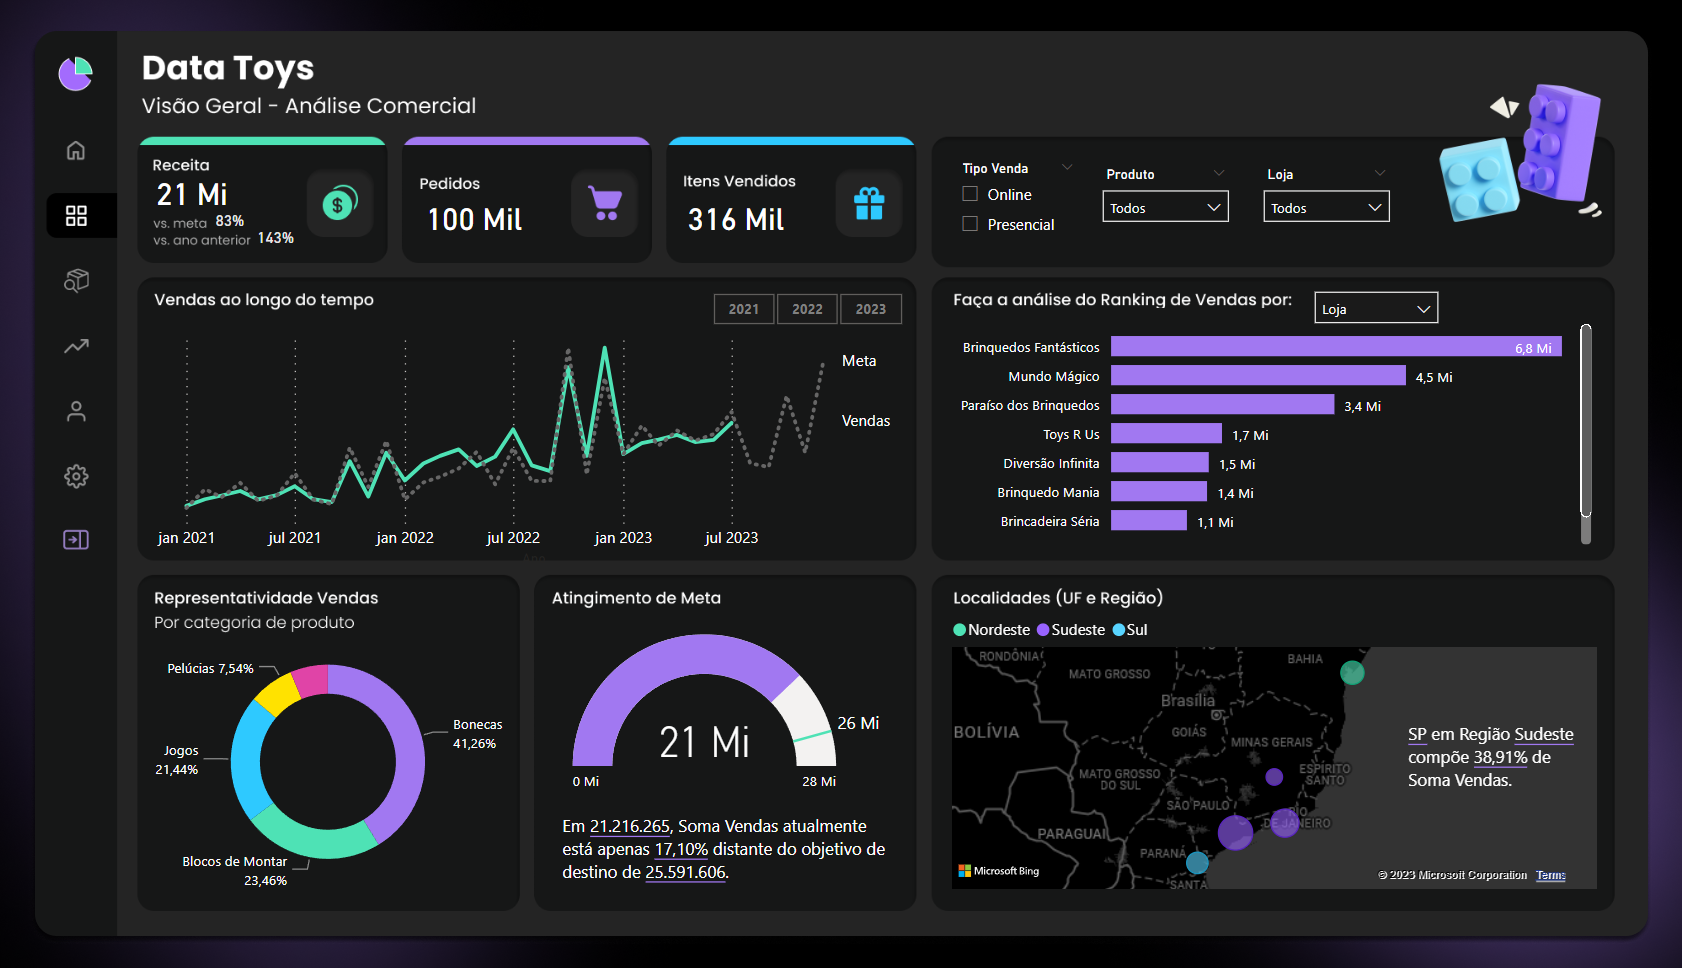 Data Toys
Visão Geral - Análise Comercial
Receita
21 Mi
vs. meta 83%
vs. ano anterior 143%
Pedidos
100 Mil
Itens Vendidos
316 Mil
Tipo Venda
Online
Presencial
Produto
Todos
Loja
Todos
Vendas ao longo do tempo
2021 2022 2023
Meta
Vendas
jan 2021 jul 2021 jan 2022 jul 2022 jan 2023 jul 2023
Ano
Faça a análise do Ranking de Vendas por: Loja
Brinquedos Fantásticos 6,8 Mi
Mundo Mágico 4,5 Mi
Paraíso dos Brinquedos 3,4 Mi
Toys R Us 1,7 Mi
Diversão Infinita 1,5 Mi
Brinquedo Mania 1,4 Mi
Brincadeira Séria 1,1 Mi
Representatividade Vendas
Por categoria de produto
Pelúcias 7,54%
Bonecas
41,26%
Jogos
21,44%
Blocos de Montar
23,46%
Atingimento de Meta
21 Mi
26 Mi
0 Mi 28 Mi
Em 21.216.265, Soma Vendas atualmente
está apenas 17,10% distante do objetivo de
destino de 25.591.606.
Localidades (UF e Região)
Nordeste Sudeste Sul
RONDÔNIA
MATO GROSSO
BAHIA
Brasília
GOIÁS
BOLÍVIA
MINAS GERAIS
MATO GROSSO
DO SUL
ESPÍRITO
SANTO
SÃO PAULO
RIO
DE JANEIRO
PARAGUAI
PARANÁ
SANTA
Microsoft Bing
© 2023 Microsoft Corporation Terms
SP em Região Sudeste
compõe 38,91% de
Soma Vendas.